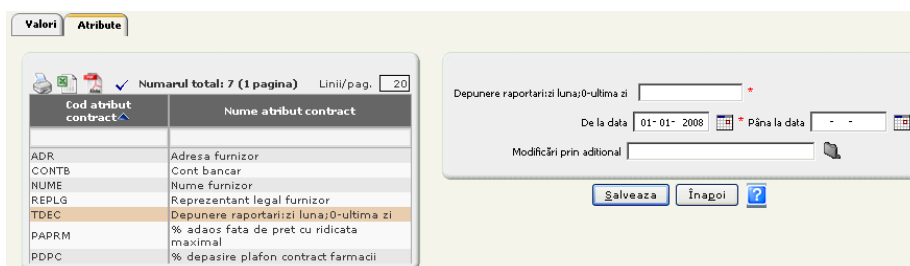 Valori Atribute
Numarul total: 7 (1 pagina) Linii/pag. 20
Cod atribut contract Nume atribut contract
ADR Adresa furnizor
CONTB Cont bancar
NUME Nume furnizor
REPLG Reprezentant legal furnizor
TDEC Depunere raportari:zi luna;0-ultima zi
PAPRM % adaos fata de pret cu ridicata maximal
PDPC % depasire plafon contract farmacii
Depunere raportari:zi luna;0-ultima zi *
De la data 01-01-2008 * Pâna la data - -
Modificări prin aditional
Salveaza Înapoi ?